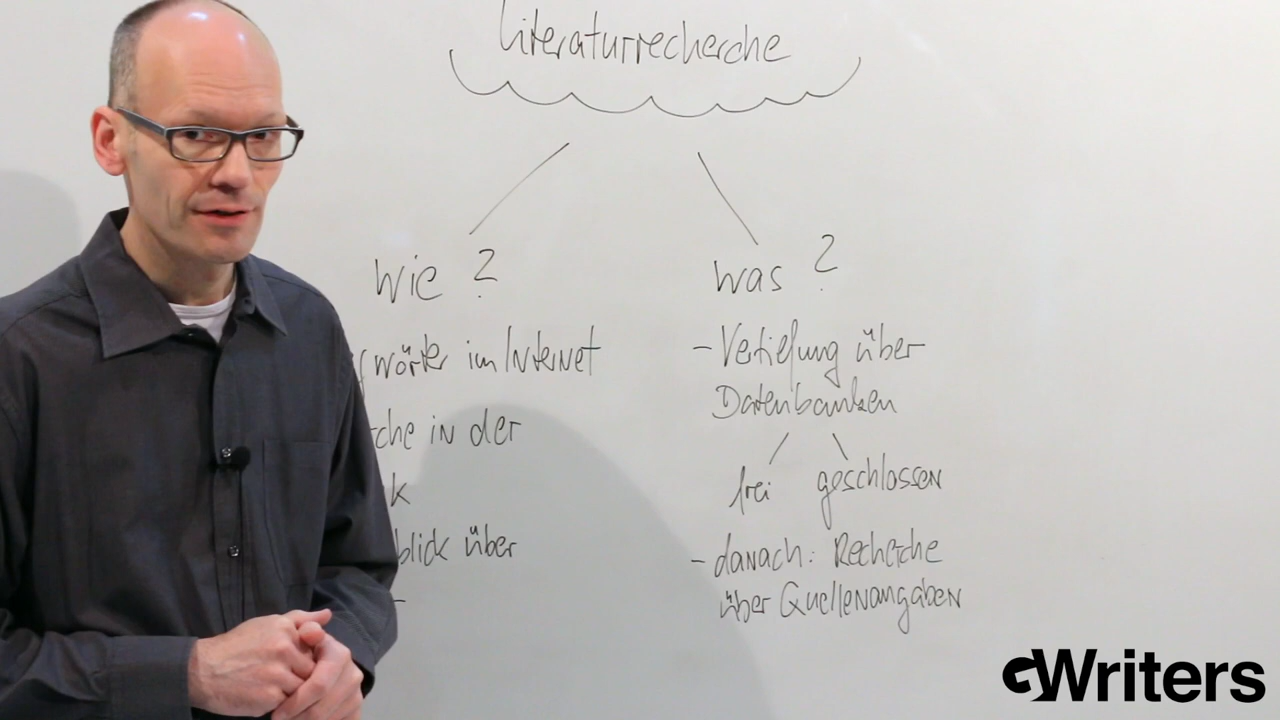 Literaturrecherche
Wie ?
wörter im Internet
che in der
k
blick über
was ?
- Vertiefung über
Datenbanken
frei geschlossen
- danach: Recherche
über Quellenangaben
GWriters